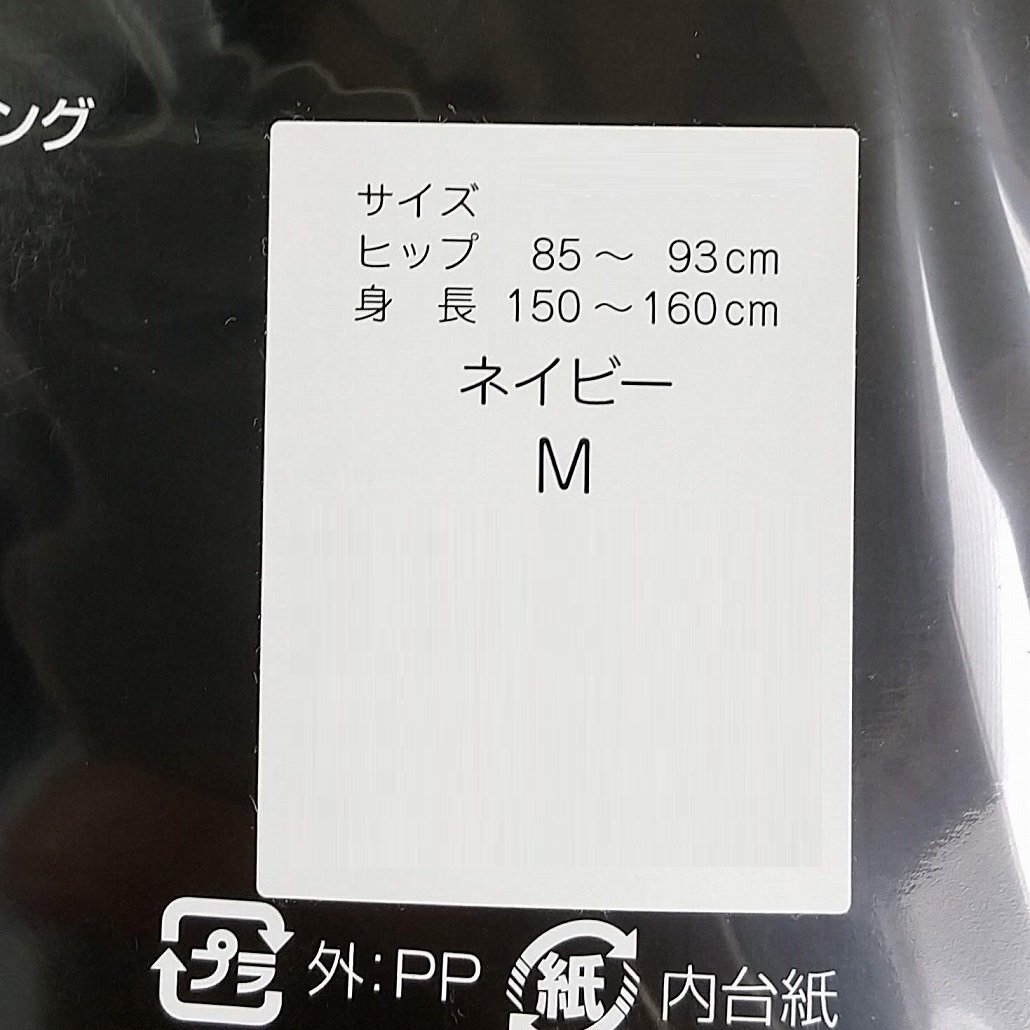 ング
サイズ
ヒップ 85～ 93cm
身 長 150～160cm
ネイビー
M
プラ 外:PP 紙 内台紙